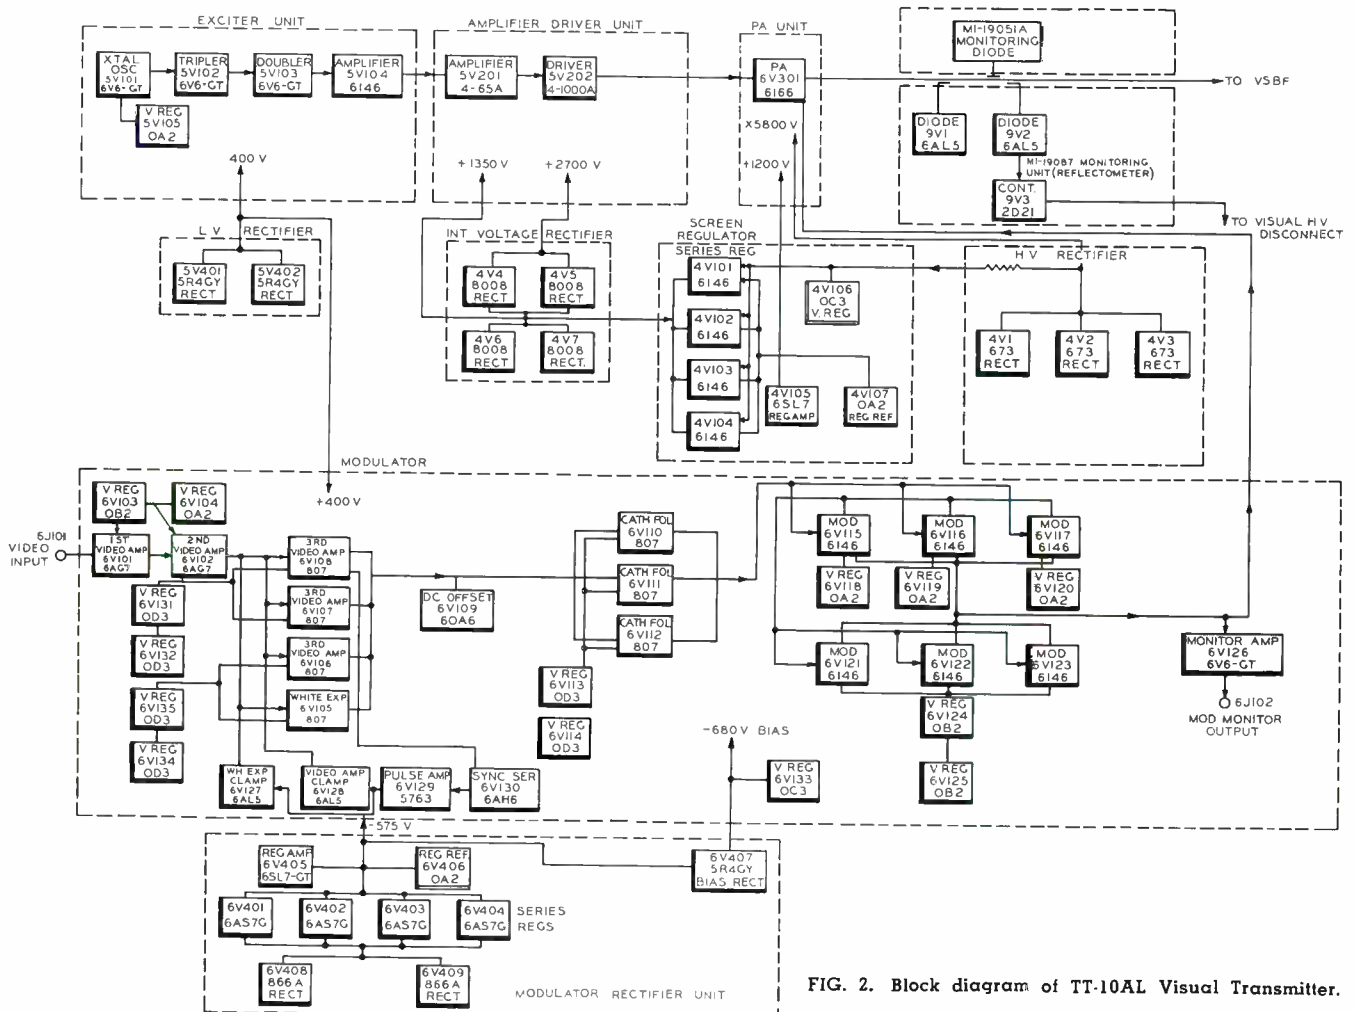 EXCITER UNIT
AMPLIFIER DRIVER UNIT
PA UNIT
XTAL
OSC
5V101
6V6-GT
TRIPLER
5V102
6V6-GT
DOUBLER
5V103
6V6-GT
AMPLIFIER
5V104
6146
V REG
5V105
OA2
AMPLIFIER
5V201
4-65A
DRIVER
5V202
4-1000A
PA
6V301
6166
MI-19051A
MONITORING
DIODE
TO VSBF
DIODE
9V1
6AL5
DIODE
9V2
6AL5
MI-19087 MONITORING
UNIT (REFLECTOMETER)
CONT.
9V3
2D21
TO VISUAL H V
DISCONNECT
400 V
+1350 V
+2700 V
X5800 V
+1200V
L V RECTIFIER
5V401
5R4GY
RECT
5V402
5R4GY
RECT
INT VOLTAGE RECTIFIER
4V4
8008
RECT
4V5
8008
RECT
4V6
8008
RECT
4V7
8008
RECT.
SCREEN
REGULATOR
SERIES REG
4V101
6146
4V102
6146
4V103
6146
4V104
6146
4V106
OC3
V. REG
4V105
6SL7
REG AMP
4V107
OA2
REG REF
H V RECTIFIER
4V1
673
RECT
4V2
673
RECT
4V3
673
RECT
MODULATOR
+400V
6J101
VIDEO
INPUT
V REG
6V103
OB2
V REG
6V104
OA2
1ST
VIDEO AMP
6V101
6AG7
2ND
VIDEO AMP
6V102
6AG7
V REG
6V131
OD3
V REG
6V132
OD3
V REG
6V135
OD3
V REG
6V134
OD3
3RD
VIDEO AMP
6V108
807
3RD
VIDEO AMP
6V107
807
3RD
VIDEO AMP
6V106
807
WHITE EXP
6V105
807
DC OFFSET
6V109
6OA6
CATH FOL
6V110
807
CATH FOL
6V111
807
CATH FOL
6V112
807
V REG
6V113
OD3
V REG
6V114
OD3
MOD
6V115
6146
MOD
6V116
6146
MOD
6V117
6146
V REG
6V118
OA2
V REG
6V119
OA2
V REG
6V120
OA2
MOD
6V121
6146
MOD
6V122
6146
MOD
6V123
6146
V REG
6V124
OB2
V REG
6V125
OB2
MONITOR AMP
6V126
6V6-GT
6J102
MOD MONITOR
OUTPUT
WH EXP
CLAMP
6V127
6AL5
VIDEO AMP
CLAMP
6V128
6AL5
PULSE AMP
6V129
5763
SYNC SER
6V130
6AH6
-680V BIAS
V REG
6V133
OC3
-575 V
REG AMP
6V405
6SL7-GT
REG REF
6V406
OA2
6V407
5R4GY
BIAS RECT
6V401
6AS7G
6V402
6AS7G
6V403
6AS7G
6V404
6AS7G
SERIES
REGS
6V408
866A
RECT
6V409
866A
RECT
MODULATOR RECTIFIER UNIT
FIG. 2. Block diagram of TT-10AL Visual Transmitter.